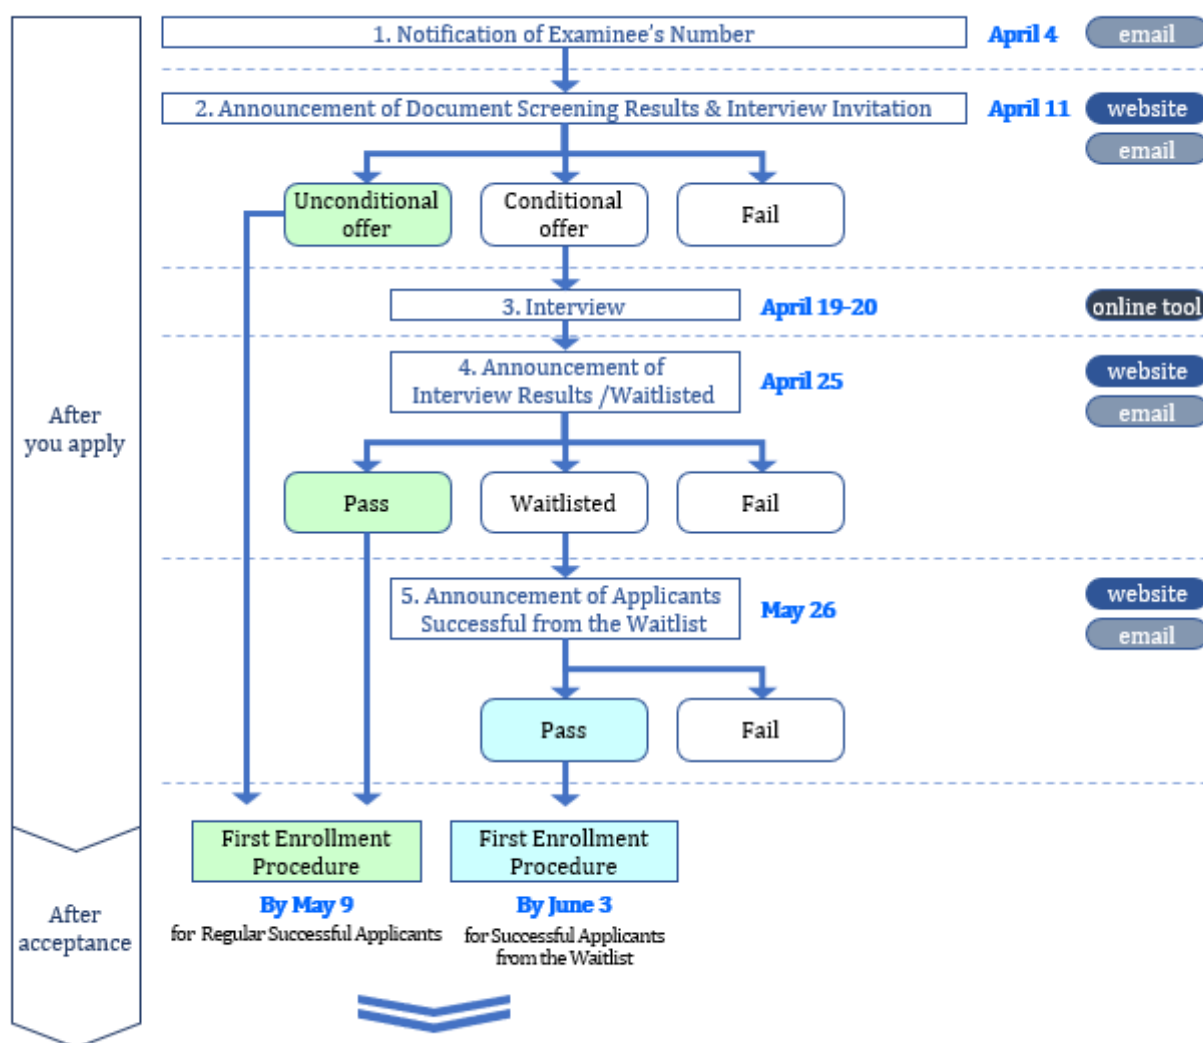 1. Notification of Examinee's Number
April 4
email
2. Announcement of Document Screening Results & Interview Invitation
April 11
website
email
Unconditional
offer
Conditional
offer
Fail
3. Interview
April 19-20
online tool
4. Announcement of
Interview Results /Waitlisted
April 25
website
email
After
you apply
Pass
Waitlisted
Fail
5. Announcement of Applicants
Successful from the Waitlist
May 26
website
email
Pass
Fail
First Enrollment
Procedure
By May 9
for Regular Successful Applicants
First Enrollment
Procedure
By June 3
for Successful Applicants
from the Waitlist
After
acceptance